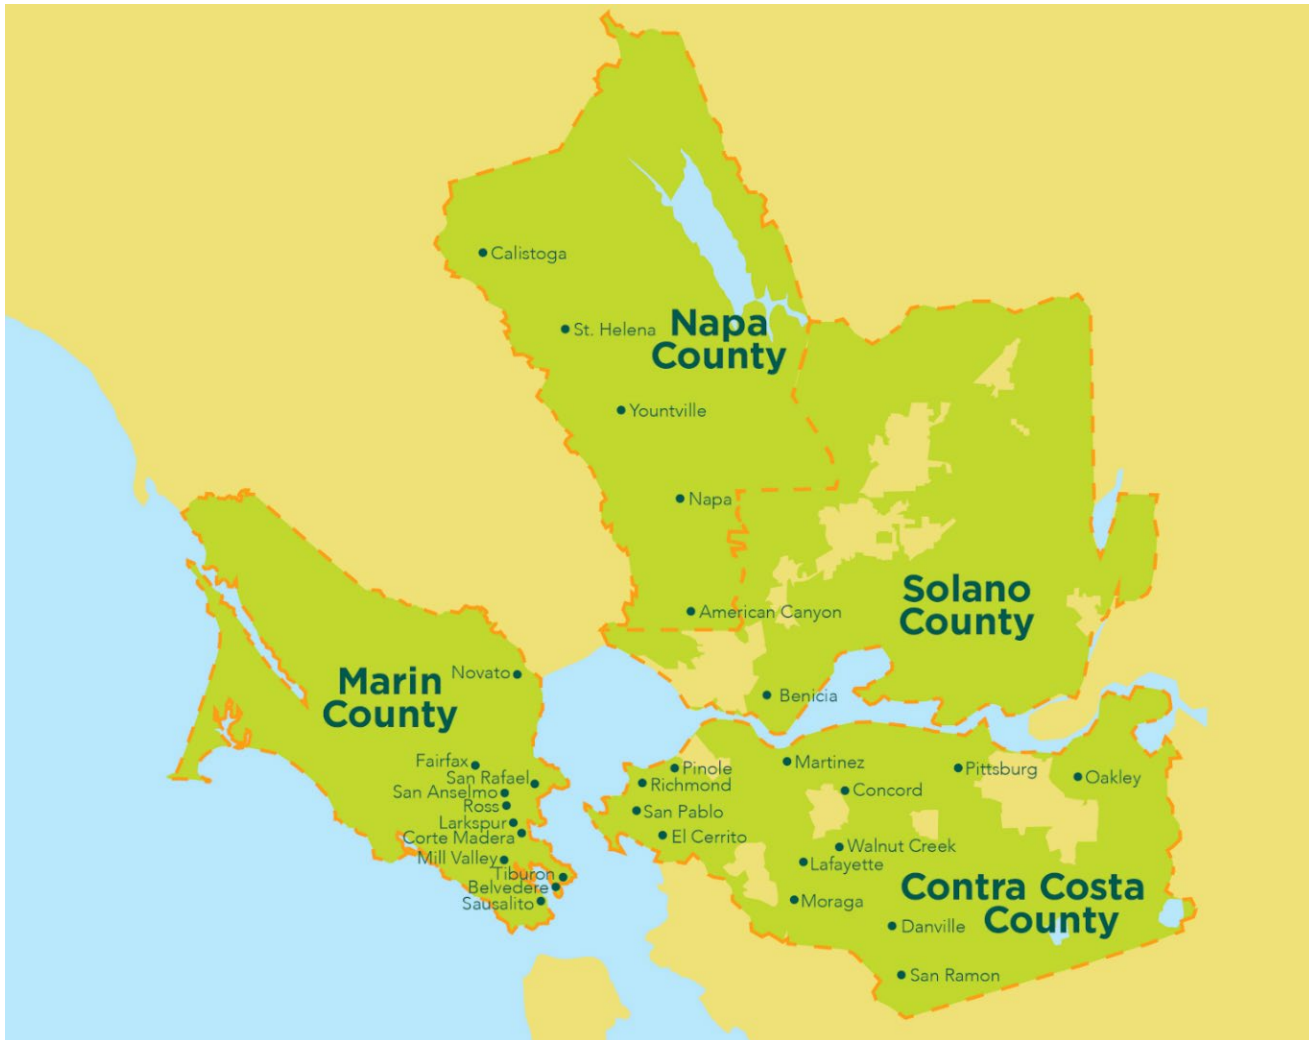 Calistoga
St. Helena
Napa
County
Yountville
Napa
American Canyon
Solano
County
Benicia
Novato
Marin
County
Fairfax
San Rafael
San Anselmo
Ross
Larkspur
Corte Madera
Mill Valley
Tiburon
Belvedere
Sausalito
Pinole
Richmond
San Pablo
El Cerrito
Martinez
Concord
Pittsburg
Oakley
Walnut Creek
Lafayette
Moraga
Contra Costa
County
Danville
San Ramon